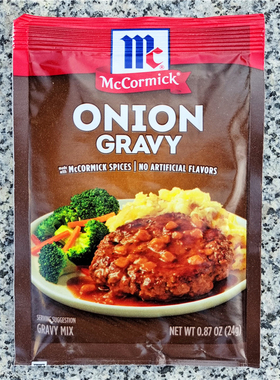 Mc
McCormick®
ONION
GRAVY
made with McCORMICK SPICES | NO ARTIFICIAL FLAVORS
SERVING SUGGESTION
GRAVY MIX
NET WT 0.87 OZ (24g)